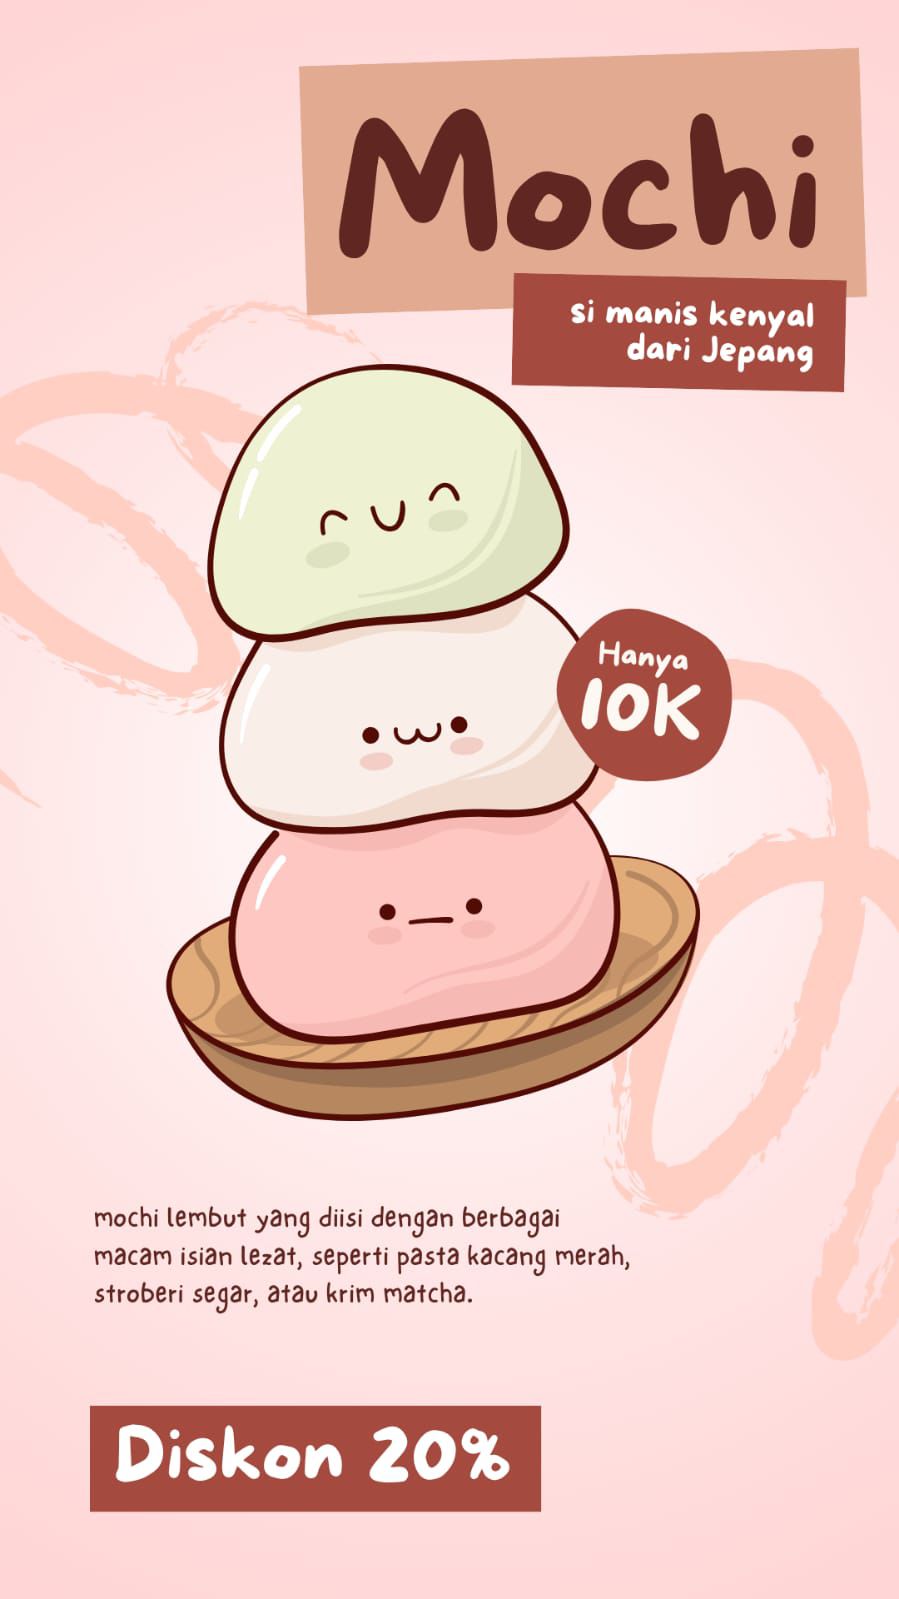 Mochi
si manis kenyal
dari Jepang
Hanya
10K
mochi lembut yang diisi dengan berbagai
macam isian lezat, seperti pasta kacang merah,
stroberi segar, atau krim matcha.
Diskon 20%